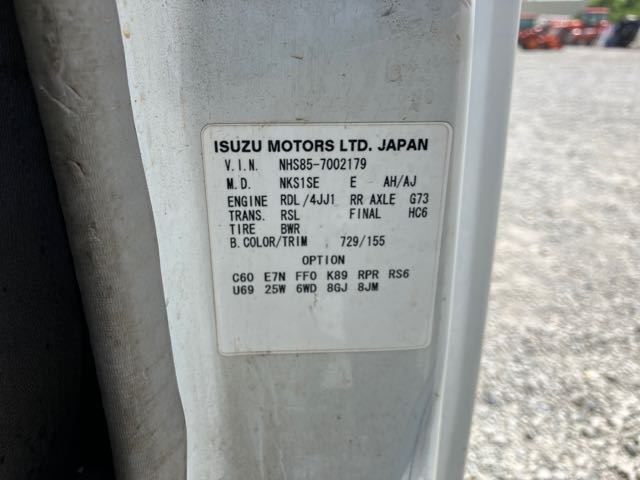 ISUZU MOTORS LTD. JAPAN
V.I.N. NHS85-7002179
M.D. NKS1SE E AH/AJ
ENGINE RDL/4JJ1 RR AXLE G73
TRANS. RSL FINAL HC6
TIRE BWR
B.COLOR/TRIM 729/155
OPTION
C60 E7N FF0 K89 RPR RS6
U69 25W 6WD 8GJ 8JM